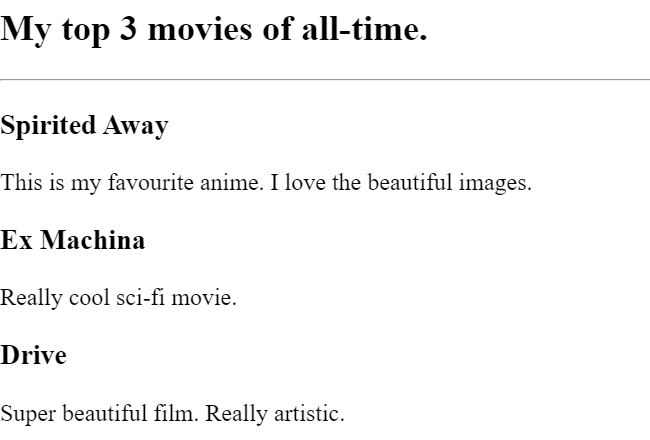 My top 3 movies of all-time.
Spirited Away
This is my favourite anime. I love the beautiful images.
Ex Machina
Really cool sci-fi movie.
Drive
Super beautiful film. Really artistic.